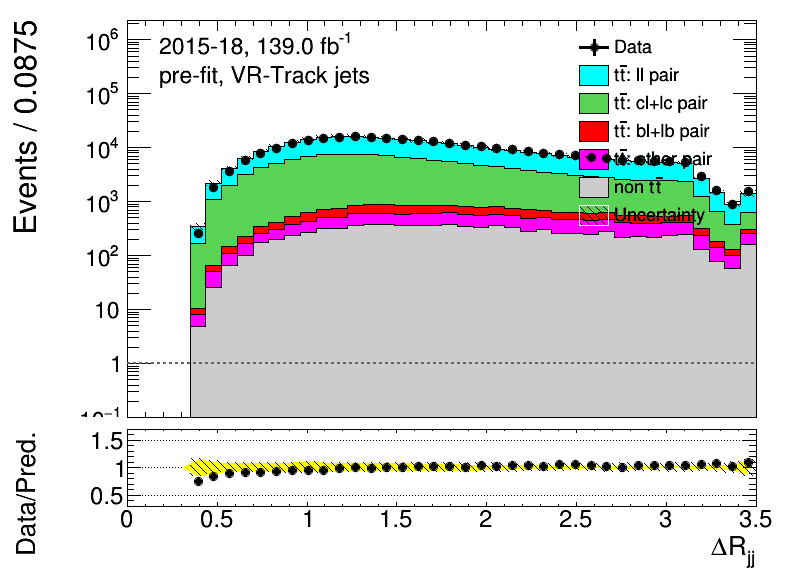 Events / 0.0875
10^6
10^5
10^4
10^3
10^2
10
1
10^-1
2015-18, 139.0 fb^-1
pre-fit, VR-Track jets
Data
tt̄: ll pair
tt̄: cl+lc pair
tt̄: bl+lb pair
tt̄: other pair
non tt̄
Uncertainty
Data/Pred.
1.5
1
0.5
0 0.5 1 1.5 2 2.5 3 3.5
ΔR_jj